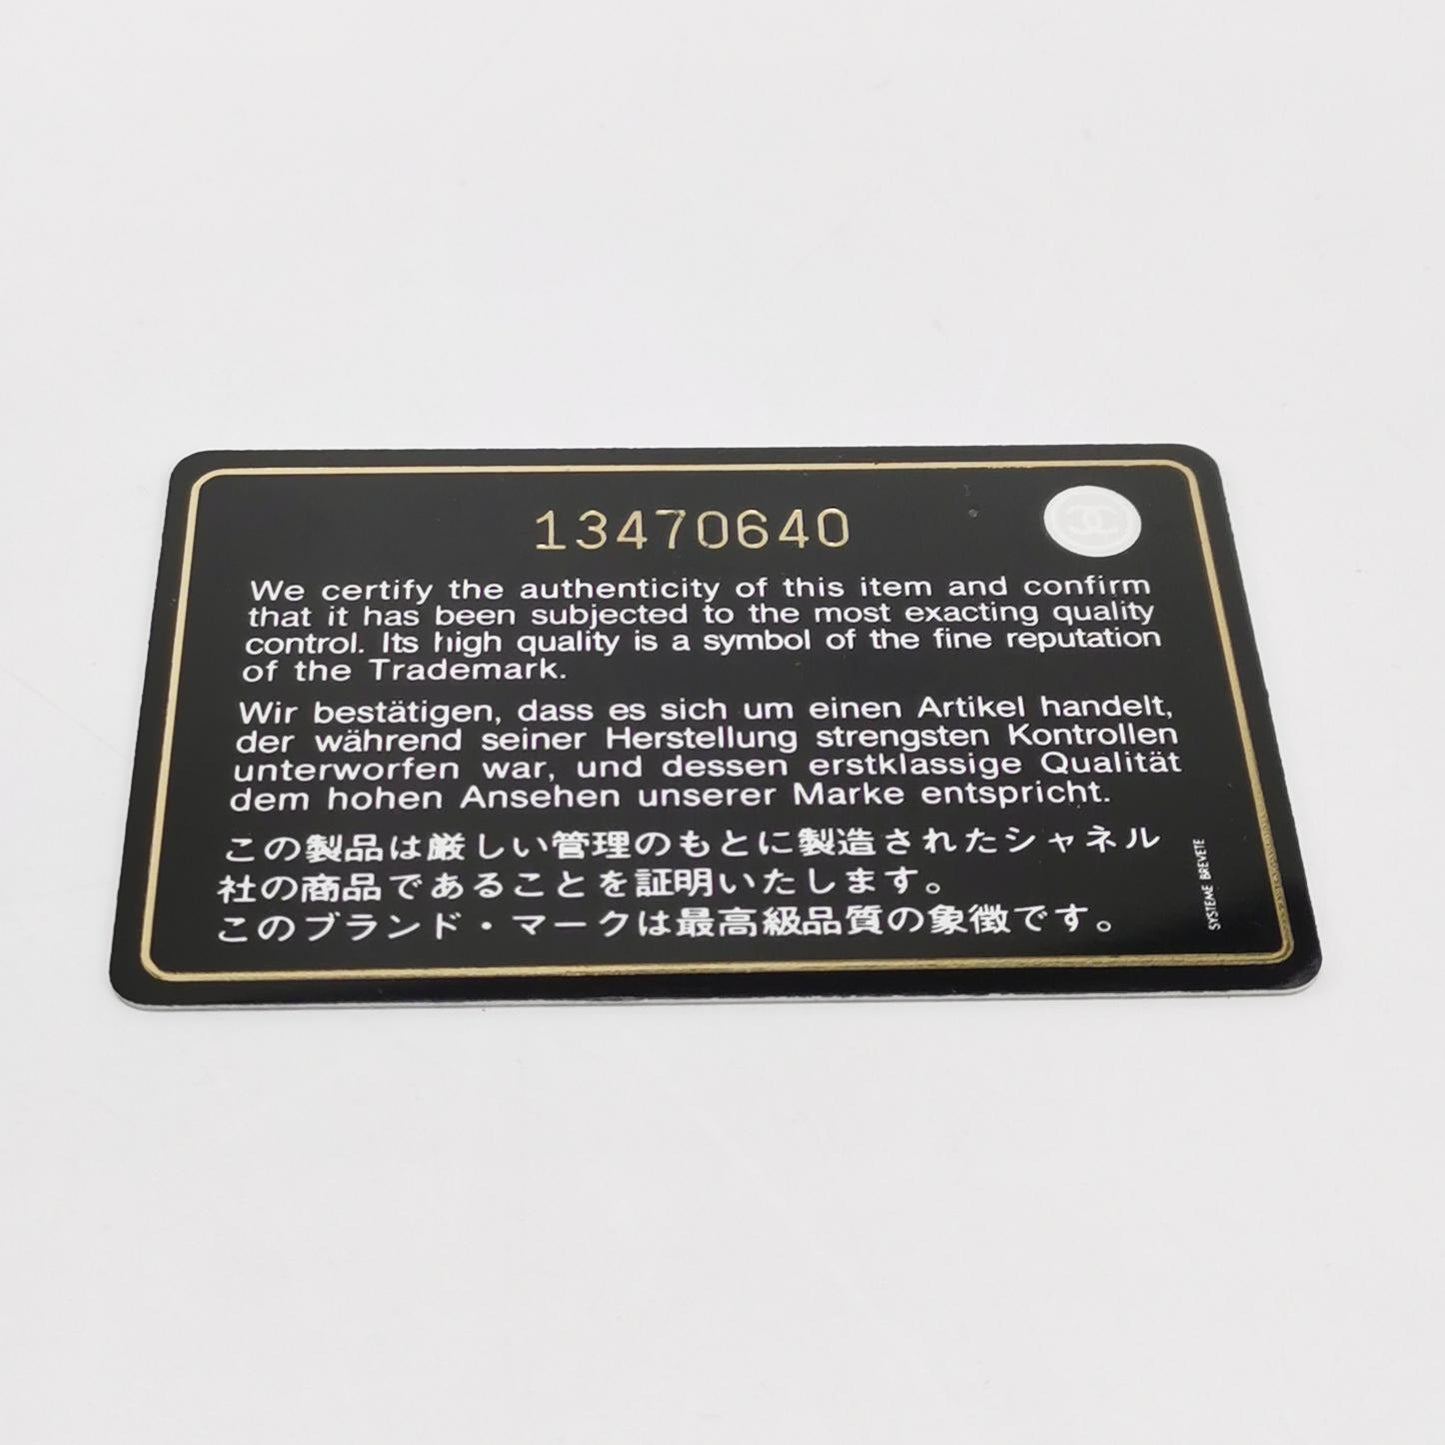 13470640
We certify the authenticity of this item and confirm
that it has been subjected to the most exacting quality
control. Its high quality is a symbol of the fine reputation
of the Trademark.
Wir bestätigen, dass es sich um einen Artikel handelt,
der während seiner Herstellung strengsten Kontrollen
unterworfen war, und dessen erstklassige Qualität
dem hohen Ansehen unserer Marke entspricht.
この製品は厳しい管理のもとに製造されたシャネル
社の商品であることを証明いたします。
このブランド・マークは最高級品質の象徴です。
SYSTEME BREVETE